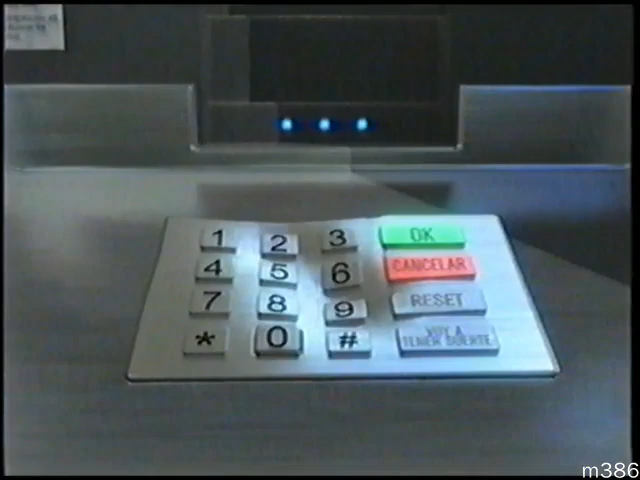 1 2 3 OK
4 5 6 CANCELAR
7 8 9 RESET
* 0 # VOY A
TENER SUERTE
m386